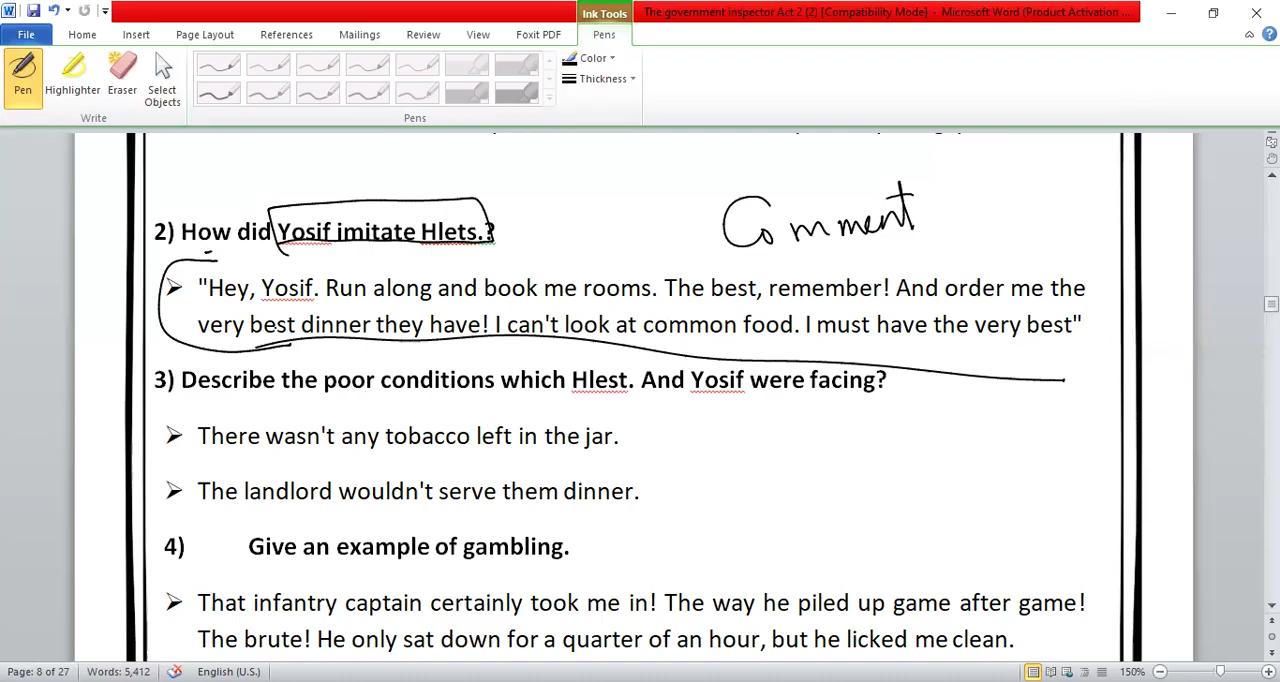 The government inspector Act 2 (2) [Compatibility Mode] - Microsoft Word (Product Activation ...
Ink Tools
File Home Insert Page Layout References Mailings Review View Foxit PDF Pens
Pen Highlighter Eraser Select Objects
Color
Thickness
Write Pens
Comment
2) How did Yosif imitate Hlets.?
"Hey, Yosif. Run along and book me rooms. The best, remember! And order me the
very best dinner they have! I can't look at common food. I must have the very best"
3) Describe the poor conditions which Hlest. And Yosif were facing?
There wasn't any tobacco left in the jar.
The landlord wouldn't serve them dinner.
4) Give an example of gambling.
That infantry captain certainly took me in! The way he piled up game after game!
The brute! He only sat down for a quarter of an hour, but he licked me clean.
Page: 8 of 27 Words: 5,412 English (U.S.) 150%